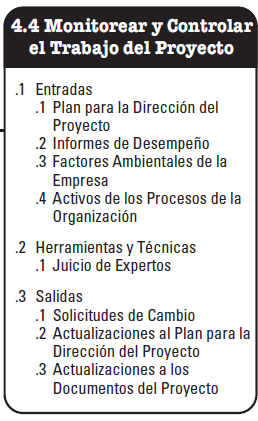 4.4 Monitorear y Controlar
el Trabajo del Proyecto
.1 Entradas
.1 Plan para la Dirección del
Proyecto
.2 Informes de Desempeño
.3 Factores Ambientales de la
Empresa
.4 Activos de los Procesos de la
Organización
.2 Herramientas y Técnicas
.1 Juicio de Expertos
.3 Salidas
.1 Solicitudes de Cambio
.2 Actualizaciones al Plan para la
Dirección del Proyecto
.3 Actualizaciones a los
Documentos del Proyecto